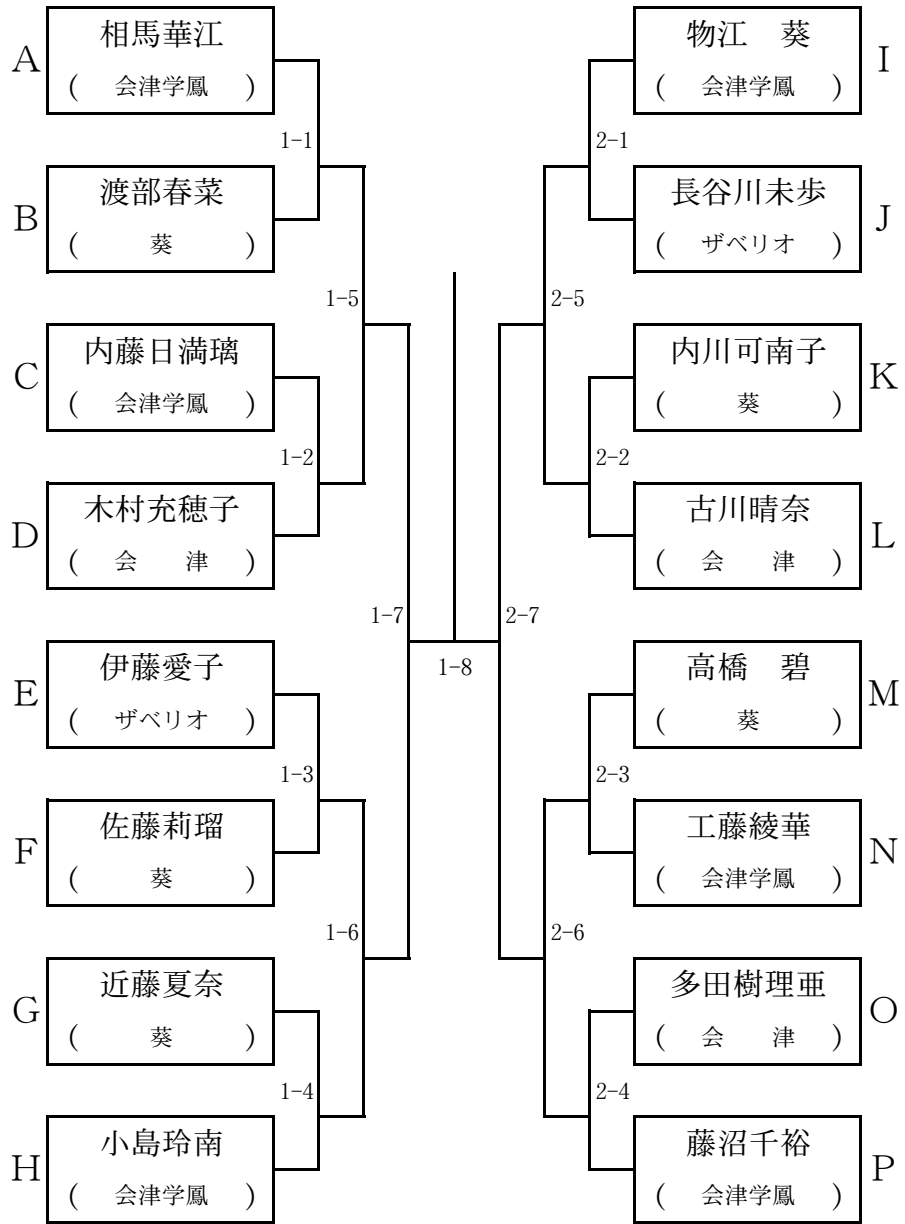 A
相馬華江
( 会津学鳳 )
1-1
B
渡部春菜
( 葵 )
1-5
C
内藤日満璃
( 会津学鳳 )
1-2
D
木村充穂子
( 会 津 )
1-7
E
伊藤愛子
( ザベリオ )
1-3
F
佐藤莉瑠
( 葵 )
1-6
G
近藤夏奈
( 葵 )
1-4
H
小島玲南
( 会津学鳳 )
1-8
物江 葵
( 会津学鳳 )
I
2-1
長谷川未歩
( ザベリオ )
J
2-5
内川可南子
( 葵 )
K
2-2
古川晴奈
( 会 津 )
L
2-7
高橋 碧
( 葵 )
M
2-3
工藤綾華
( 会津学鳳 )
N
2-6
多田樹理亜
( 会 津 )
O
2-4
藤沼千裕
( 会津学鳳 )
P